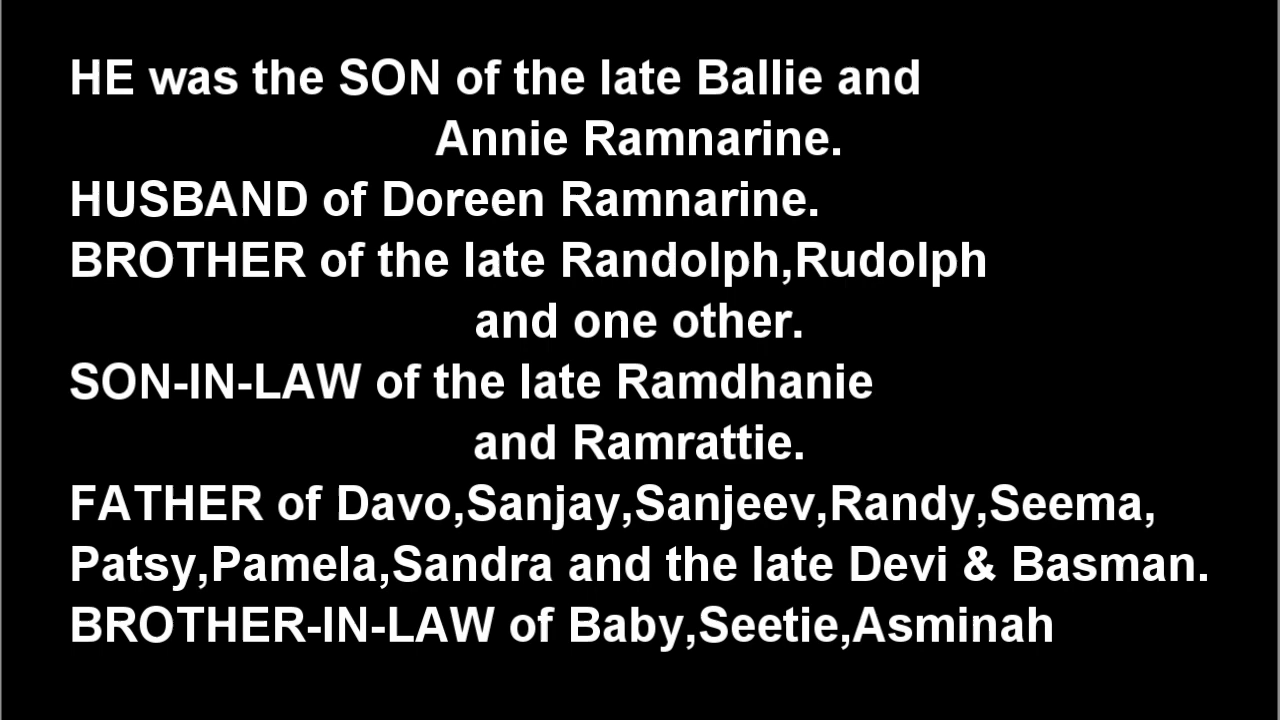 HE was the SON of the late Ballie and
Annie Ramnarine.
HUSBAND of Doreen Ramnarine.
BROTHER of the late Randolph,Rudolph
and one other.
SON-IN-LAW of the late Ramdhanie
and Ramrattie.
FATHER of Davo,Sanjay,Sanjeev,Randy,Seema,
Patsy,Pamela,Sandra and the late Devi & Basman.
BROTHER-IN-LAW of Baby,Seetie,Asminah